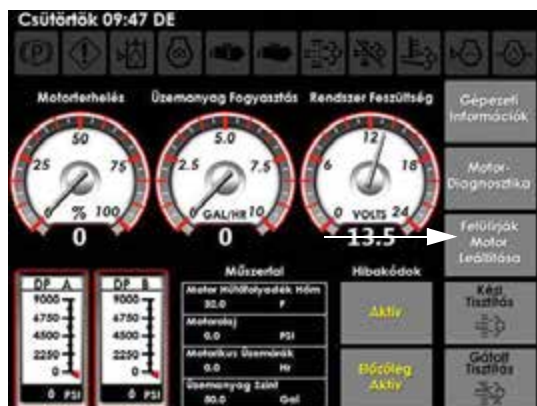 Csütörtök 09:47 DE
Motorterhelés
Üzemanyag Fogyasztás
Rendszer Feszültség
0 25 50 75 100
%
0
0 2.5 5.0 7.5 10
GAL/HR
0
0 6 12 18 24
VOLTS
13.5
Gépezeti
Információk
Motor-
Diagnosztika
Felülírják
Motor
Leállítása
Kézi
Tisztítás
Gátolt
Tisztítás
DP A
9000
6750
4500
2250
0
0 PSI
DP B
9000
6750
4500
2250
0
0 PSI
Műszerfal
Motor Hűtőfolyadék Hőm
32.0 F
Motorolaj
0.0 PSI
Motorikus Üzemórák
0.0 Hr
Üzemanyag Szint
80.0 Gal
Hibakódok
Aktív
Előzőleg
Aktív